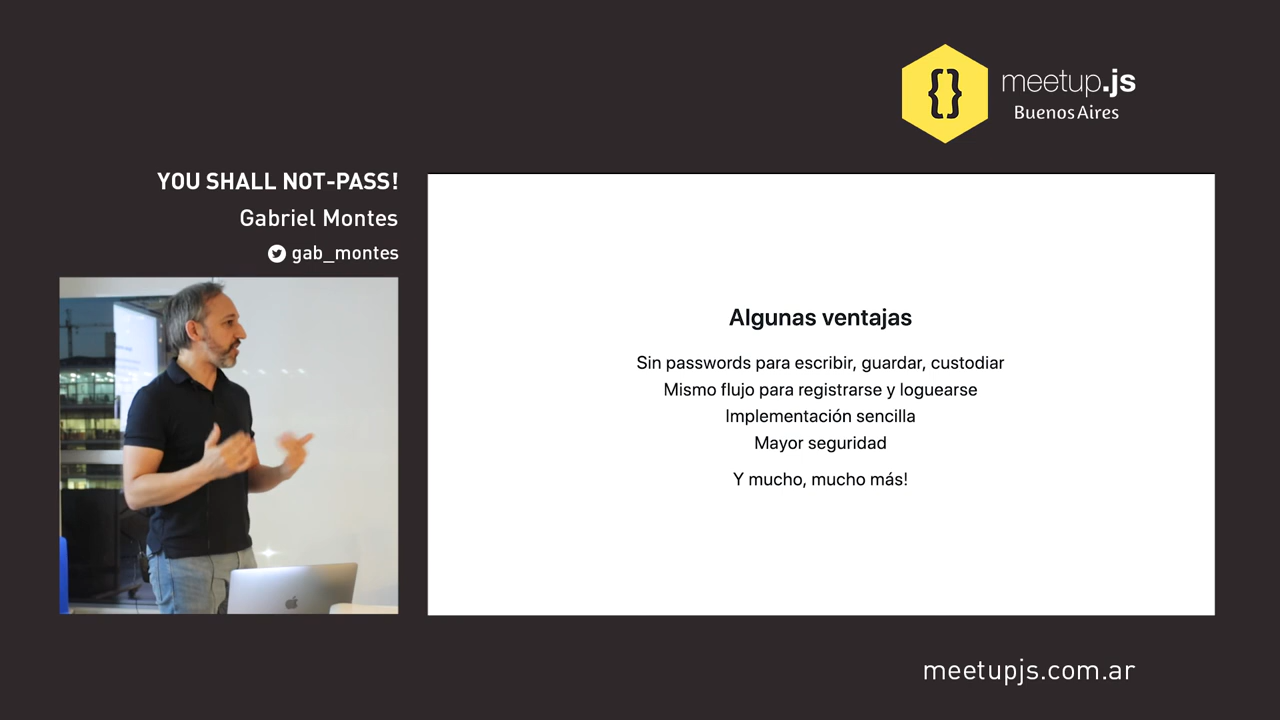 {}
meetup.js
Buenos Aires
YOU SHALL NOT-PASS!
Gabriel Montes
gab_montes
Algunas ventajas
Sin passwords para escribir, guardar, custodiar
Mismo flujo para registrarse y loguearse
Implementación sencilla
Mayor seguridad
Y mucho, mucho más!
meetupjs.com.ar